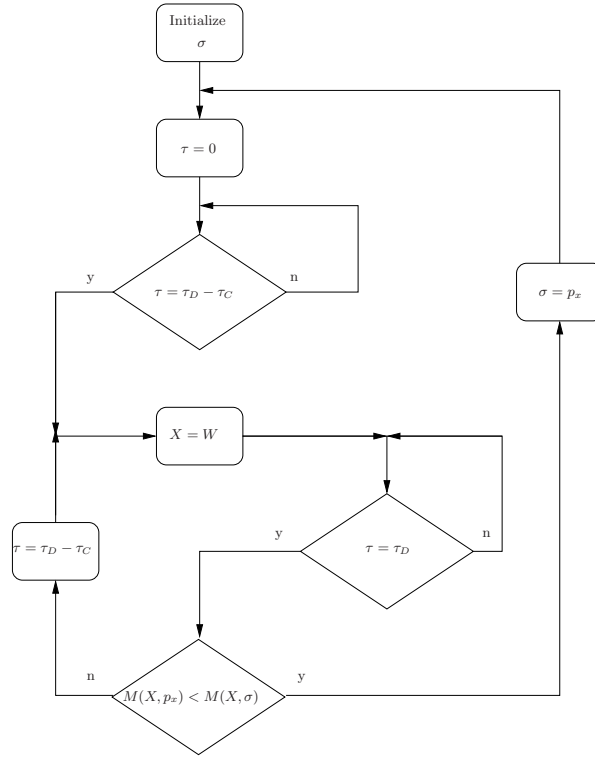 Initialize
σ
τ = 0
y
τ = τ_D − τ_C
n
σ = p_x
X = W
τ = τ_D − τ_C
y
τ = τ_D
n
n
M(X, p_x) < M(X, σ)
y